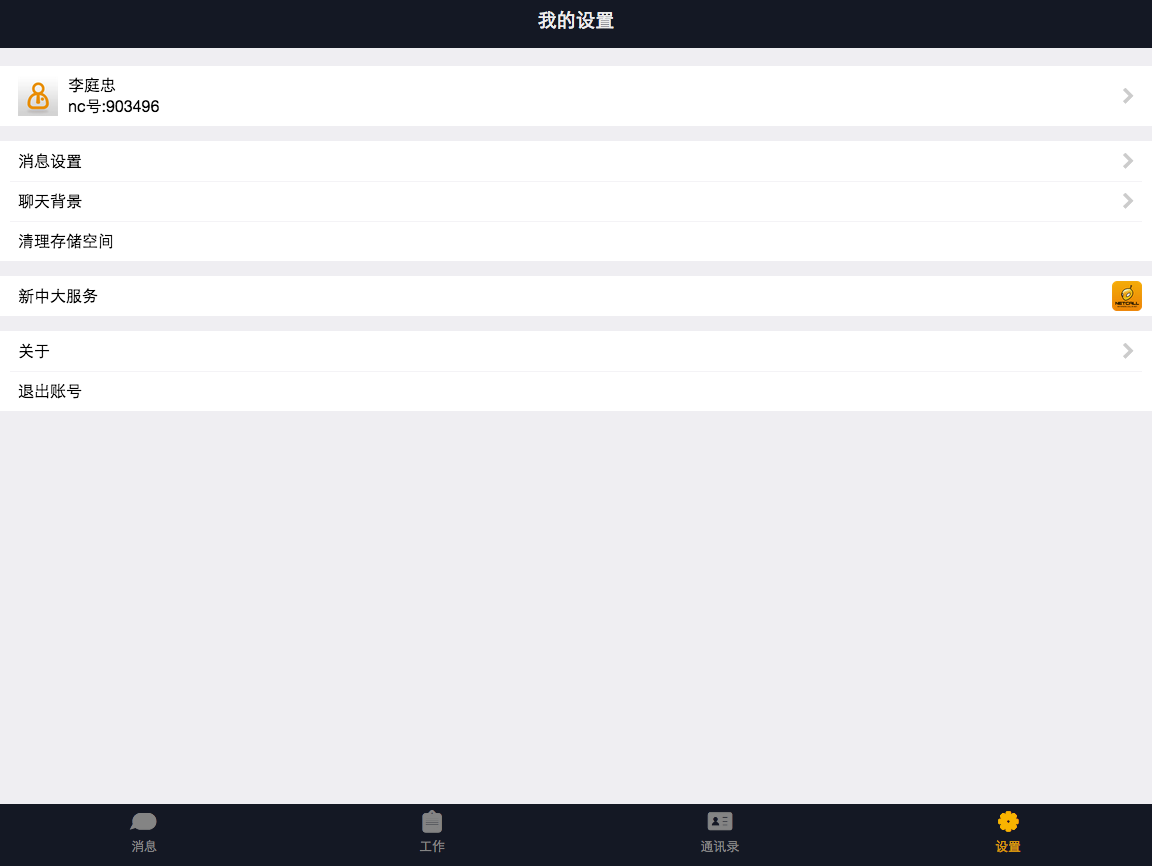 我的设置
李庭忠
nc号:903496
消息设置
聊天背景
清理存储空间
新中大服务
NETCALL
关于
退出账号
消息
工作
通讯录
设置